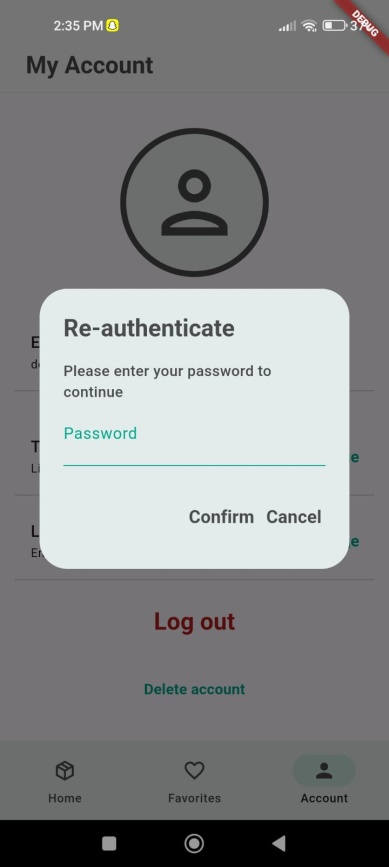 2:35 PM
DEBUG
My Account
Re-authenticate
Please enter your password to
continue
Password
Confirm Cancel
Log out
Delete account
Home Favorites Account